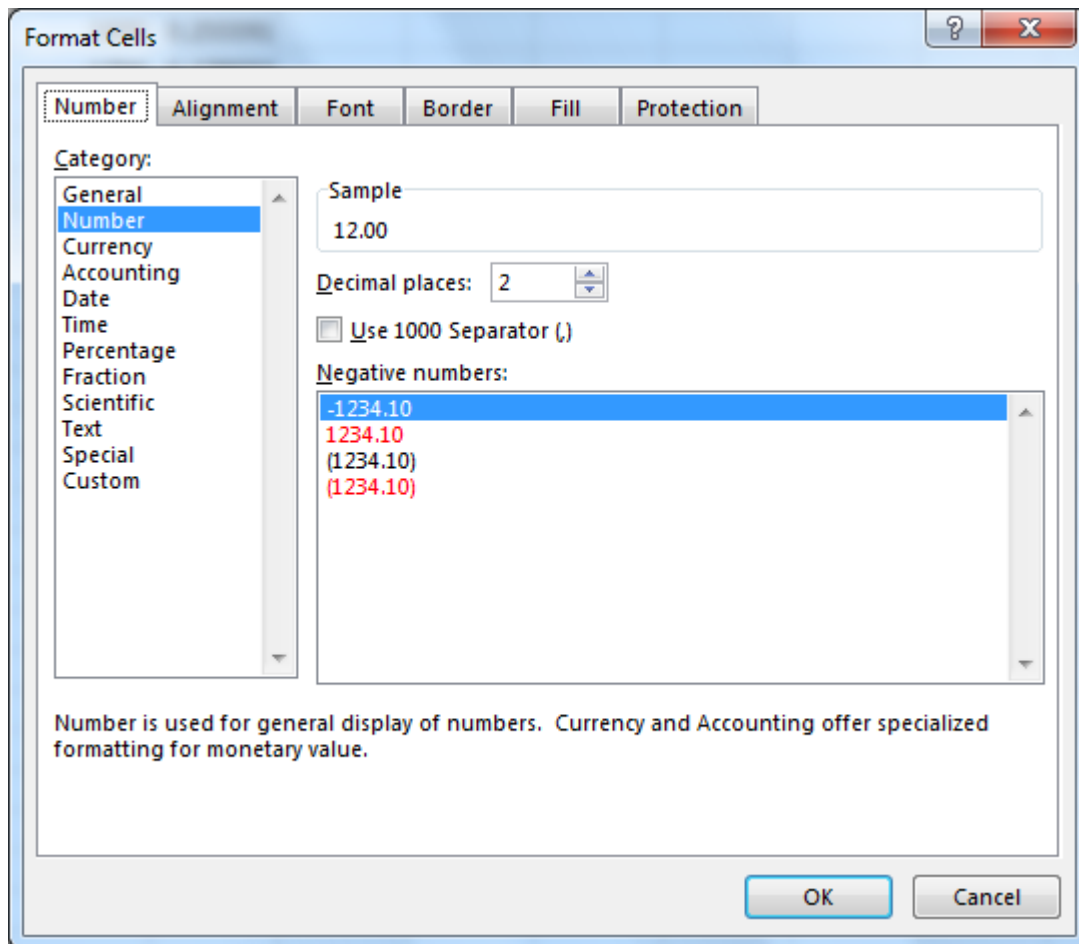 Format Cells
?
X
Number Alignment Font Border Fill Protection
Category:
General
Number
Currency
Accounting
Date
Time
Percentage
Fraction
Scientific
Text
Special
Custom
Sample
12.00
Decimal places: 2
Use 1000 Separator (,)
Negative numbers:
-1234.10
1234.10
(1234.10)
(1234.10)
Number is used for general display of numbers.  Currency and Accounting offer specialized
formatting for monetary value.
OK Cancel